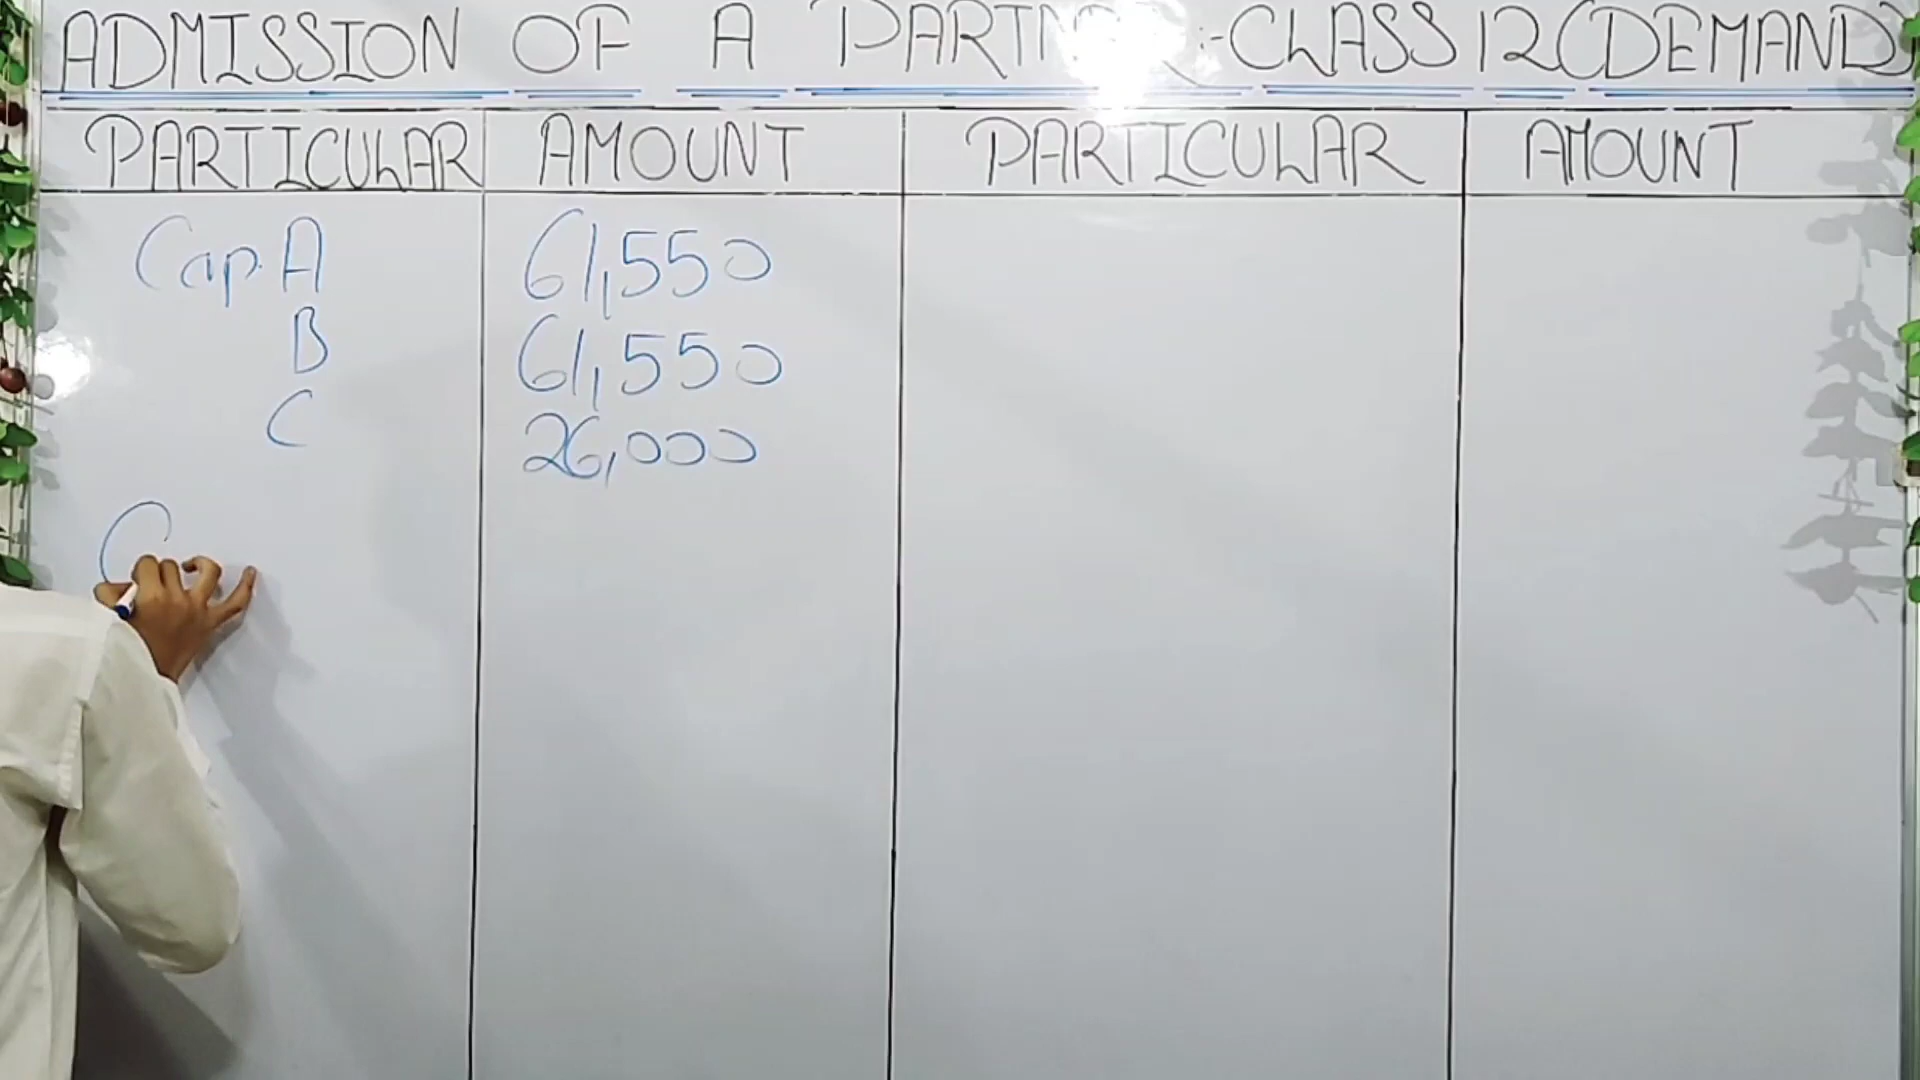 ADMISSION OF A :-CLASS 12 (DEMAND)
PARTICULAR AMOUNT PARTICULAR AMOUNT
Cap. A 61,550
B 61,550
C 26,000
C